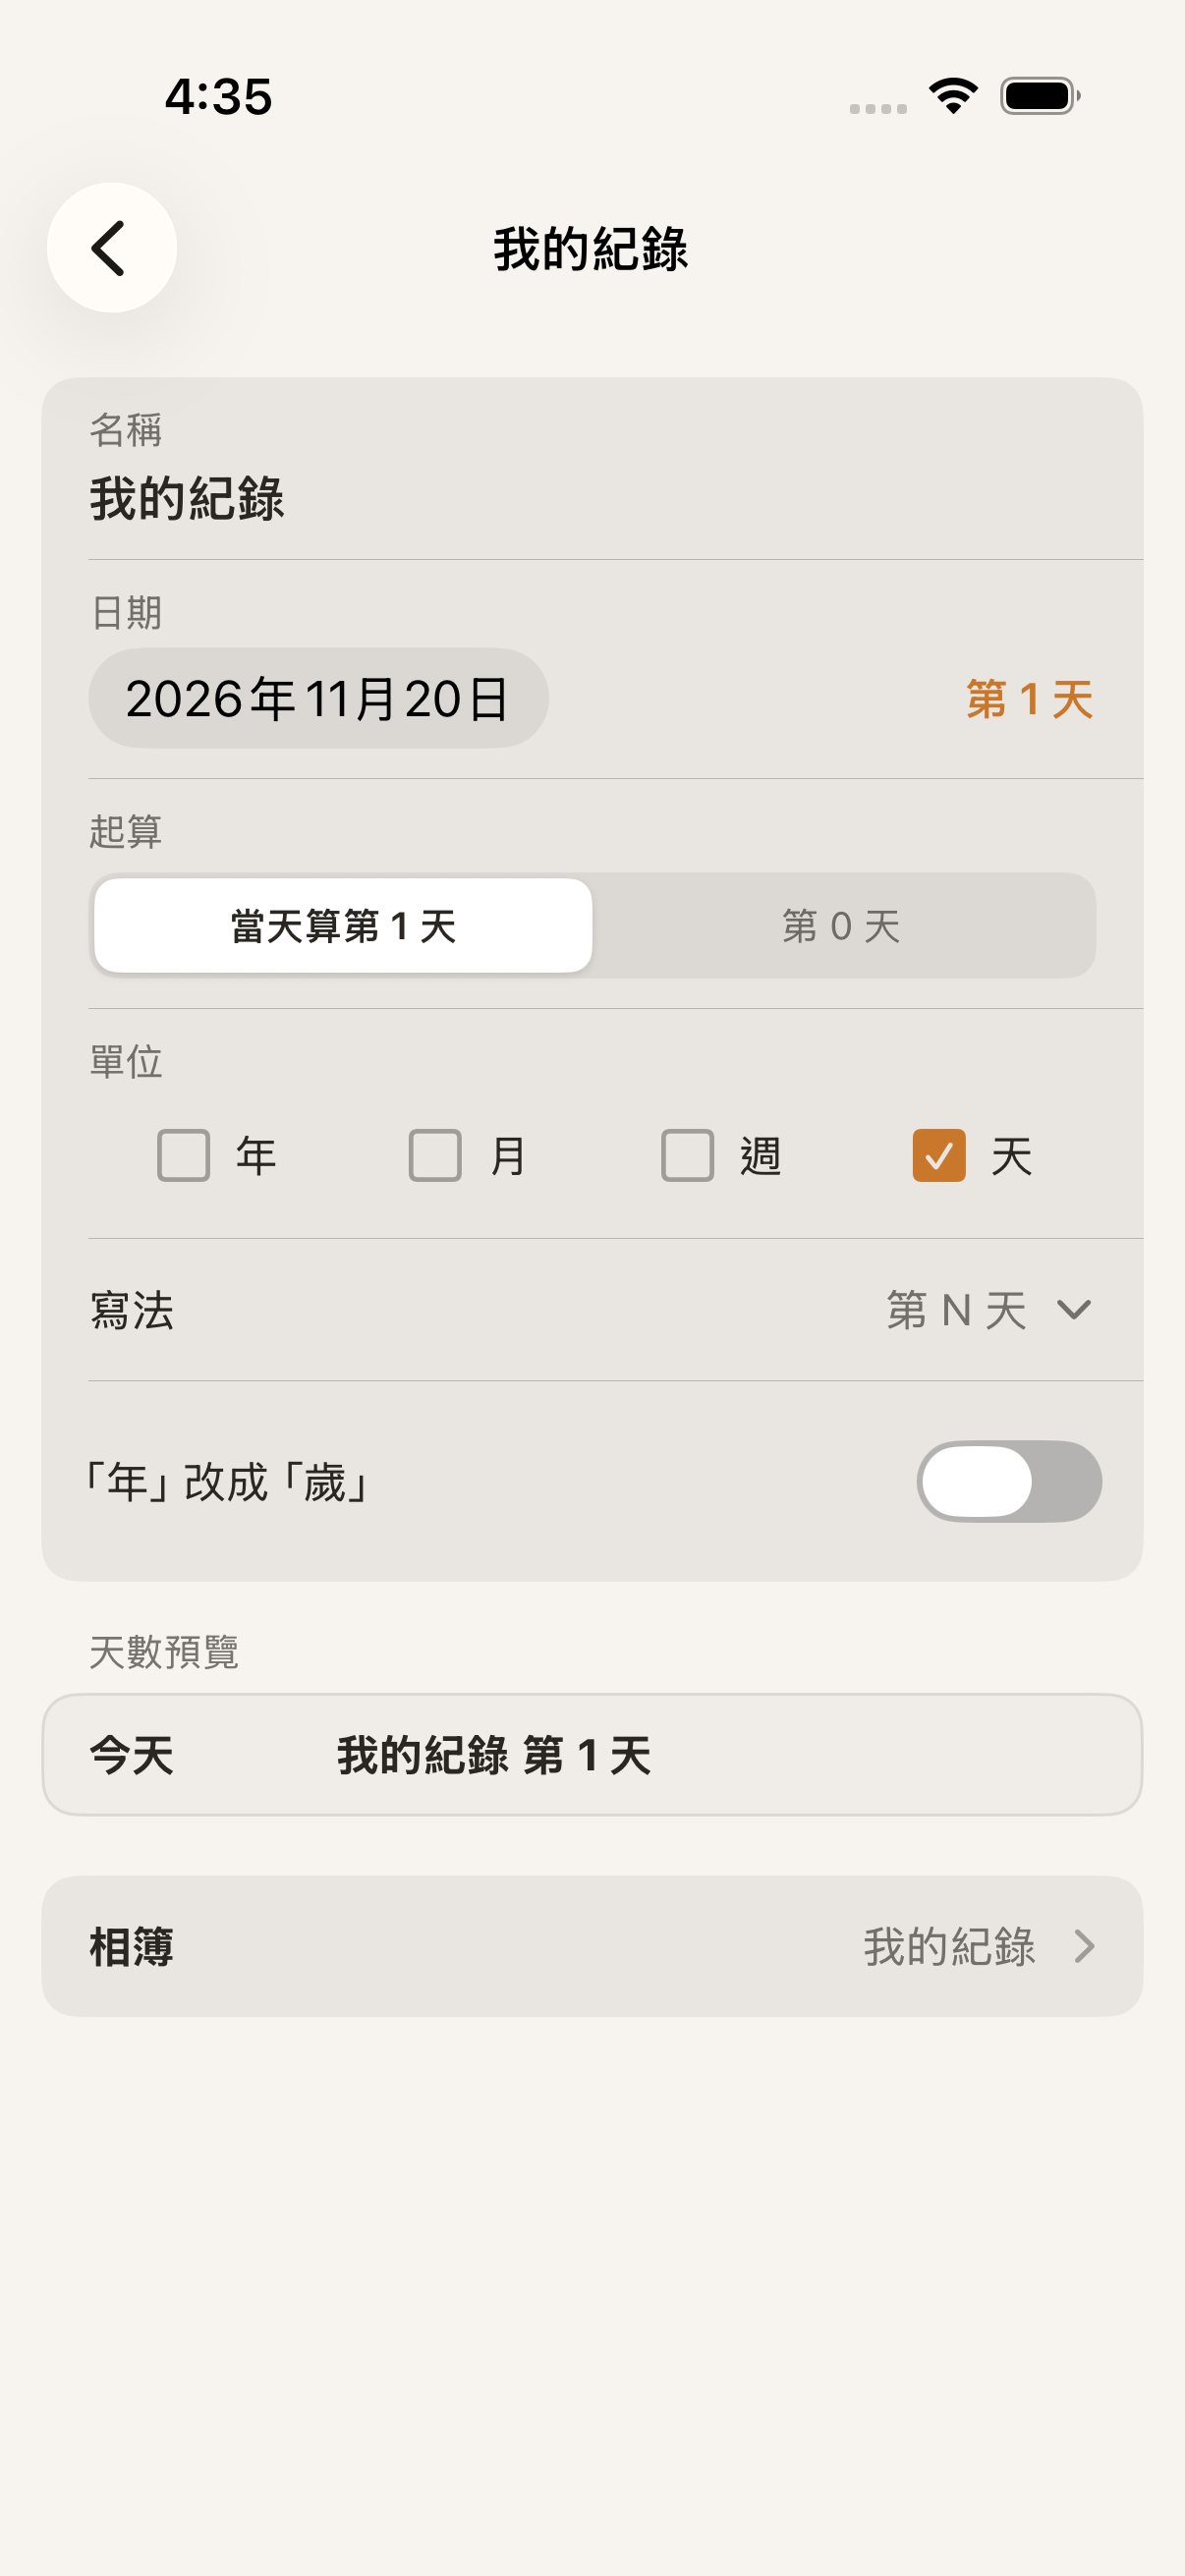 4:35
我的紀錄
名稱
我的紀錄
日期
2026年11月20日
第 1 天
起算
當天算第 1 天
第 0 天
單位
年
月
週
天
寫法
第 N 天
「年」改成「歲」
天數預覽
今天
我的紀錄 第 1 天
相簿
我的紀錄